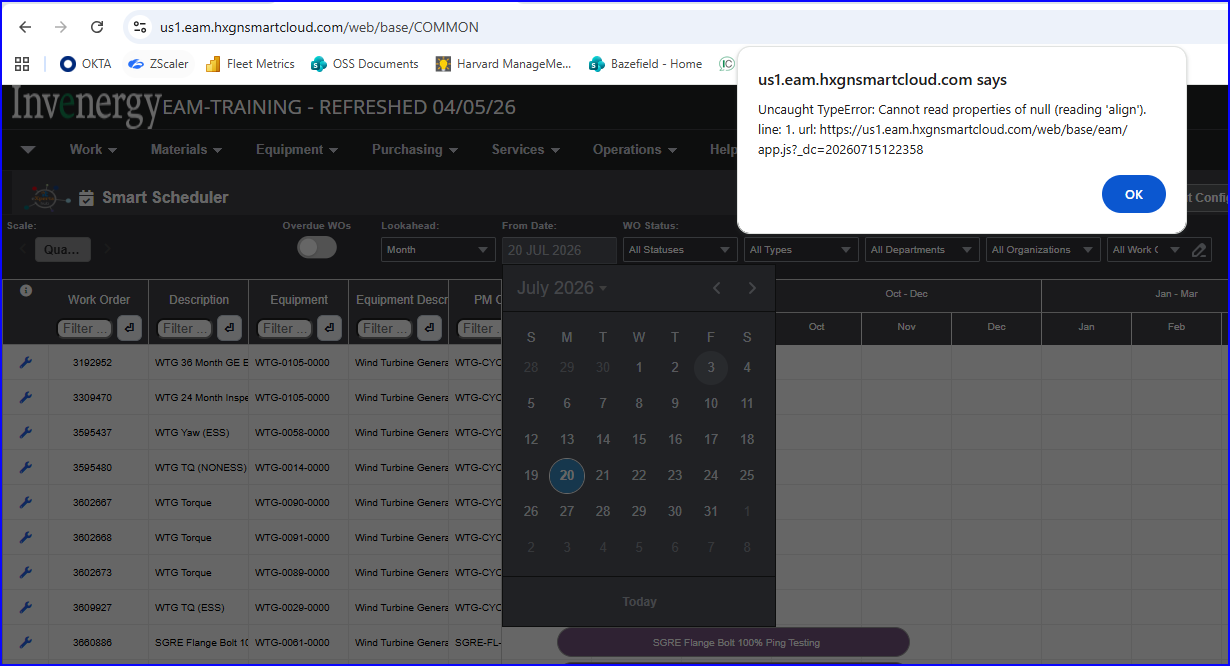 us1.eam.hxgnsmartcloud.com/web/base/COMMON
OKTA
ZScaler
Fleet Metrics
OSS Documents
Harvard ManageMe...
Bazefield - Home
IC
us1.eam.hxgnsmartcloud.com says
Uncaught TypeError: Cannot read properties of null (reading 'align').
line: 1. url: https://us1.eam.hxgnsmartcloud.com/web/base/eam/
app.js?_dc=20260715122358
OK
Invenergy EAM-TRAINING - REFRESHED 04/05/26
Work Materials Equipment Purchasing Services Operations Help
Smart Scheduler
Scale: Overdue WOs Lookahead: From Date: WO Status:
Qua... Month 20 JUL 2026 All Statuses All Types All Departments All Organizations All Work
Work Order Description Equipment Equipment Descr PM
Filter ... Filter ... Filter ... Filter ... Filter
July 2026
S M T W T F S
28 29 30 1 2 3 4
5 6 7 8 9 10 11
12 13 14 15 16 17 18
19 20 21 22 23 24 25
26 27 28 29 30 31 1
2 3 4 5 6 7 8
Today
Oct - Dec Jan - Mar
Oct Nov Dec Jan Feb
3192952 WTG 36 Month GE E WTG-0105-0000 Wind Turbine Genera WTG-CYC
3309470 WTG 24 Month Inspe WTG-0105-0000 Wind Turbine Genera WTG-CYC
3595437 WTG Yaw (ESS) WTG-0058-0000 Wind Turbine Genera WTG-CYC
3595480 WTG TQ (NONESS) WTG-0014-0000 Wind Turbine Genera WTG-CYC
3602667 WTG Torque WTG-0090-0000 Wind Turbine Genera WTG-CYC
3602668 WTG Torque WTG-0091-0000 Wind Turbine Genera WTG-CYC
3602673 WTG Torque WTG-0089-0000 Wind Turbine Genera WTG-CYC
3609927 WTG TQ (ESS) WTG-0029-0000 Wind Turbine Genera WTG-CYC
3660886 SGRE Flange Bolt 10 WTG-0061-0000 Wind Turbine Genera SGRE-FL-
SGRE Flange Bolt 100% Ping Testing